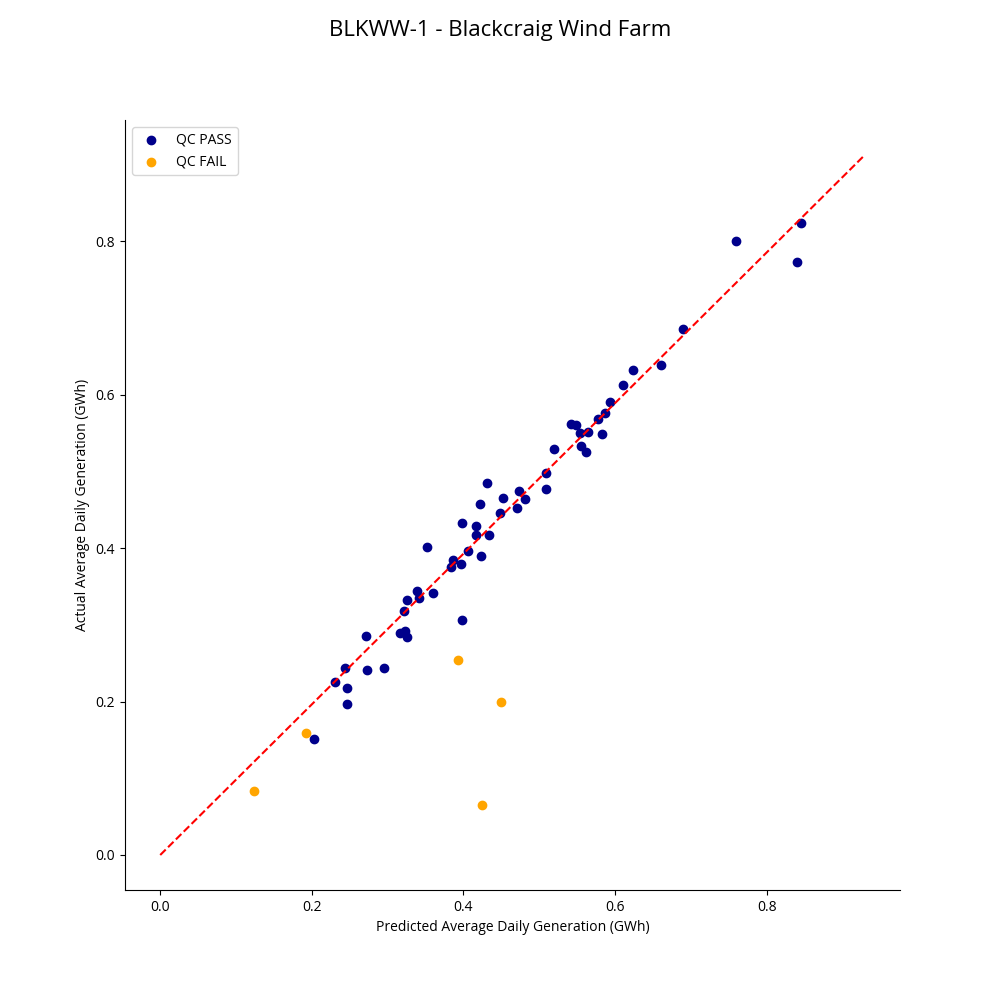 BLKWW-1 - Blackcraig Wind Farm
QC PASS
QC FAIL
Actual Average Daily Generation (GWh)
0.8
0.6
0.4
0.2
0.0
0.0 0.2 0.4 0.6 0.8
Predicted Average Daily Generation (GWh)